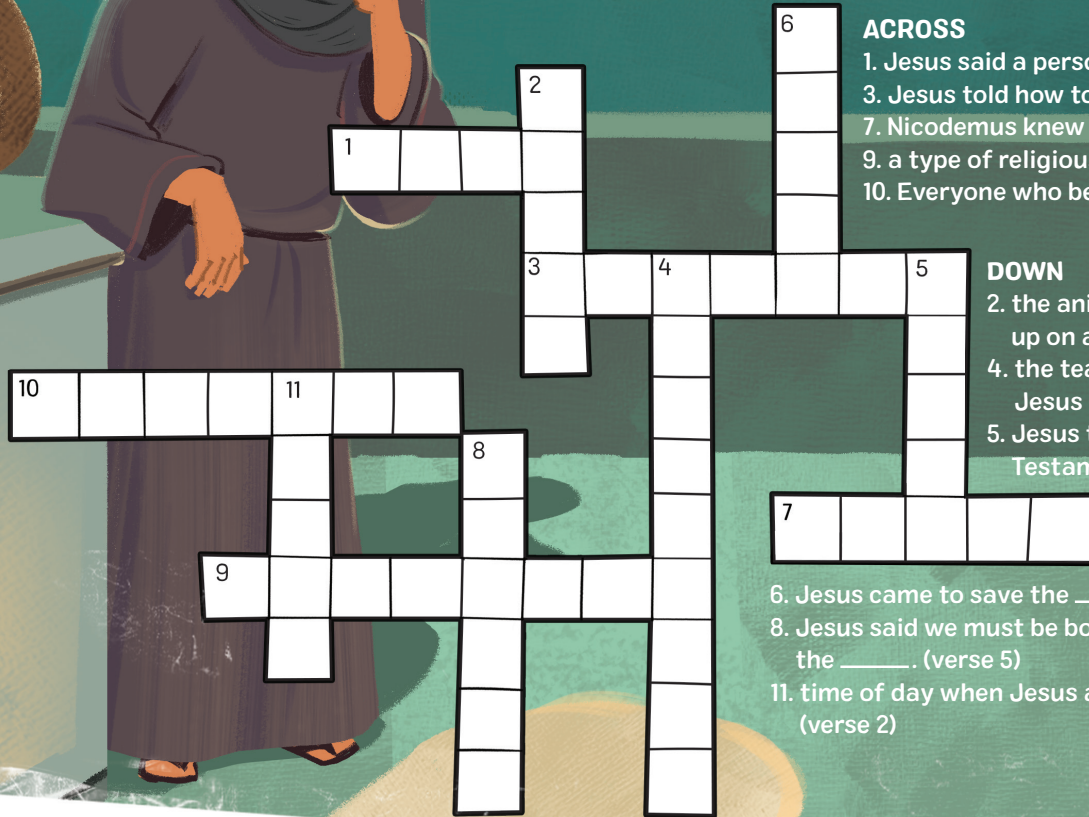 6
2
1
3
4
5
10
11
8
7
9
ACROSS
1. Jesus said a perso
3. Jesus told how to
7. Nicodemus knew
9. a type of religiou
10. Everyone who be
DOWN
2. the ani
up on a
4. the tea
Jesus
5. Jesus
Testan
6. Jesus came to save the
8. Jesus said we must be bo
the ______. (verse 5)
11. time of day when Jesus a
(verse 2)